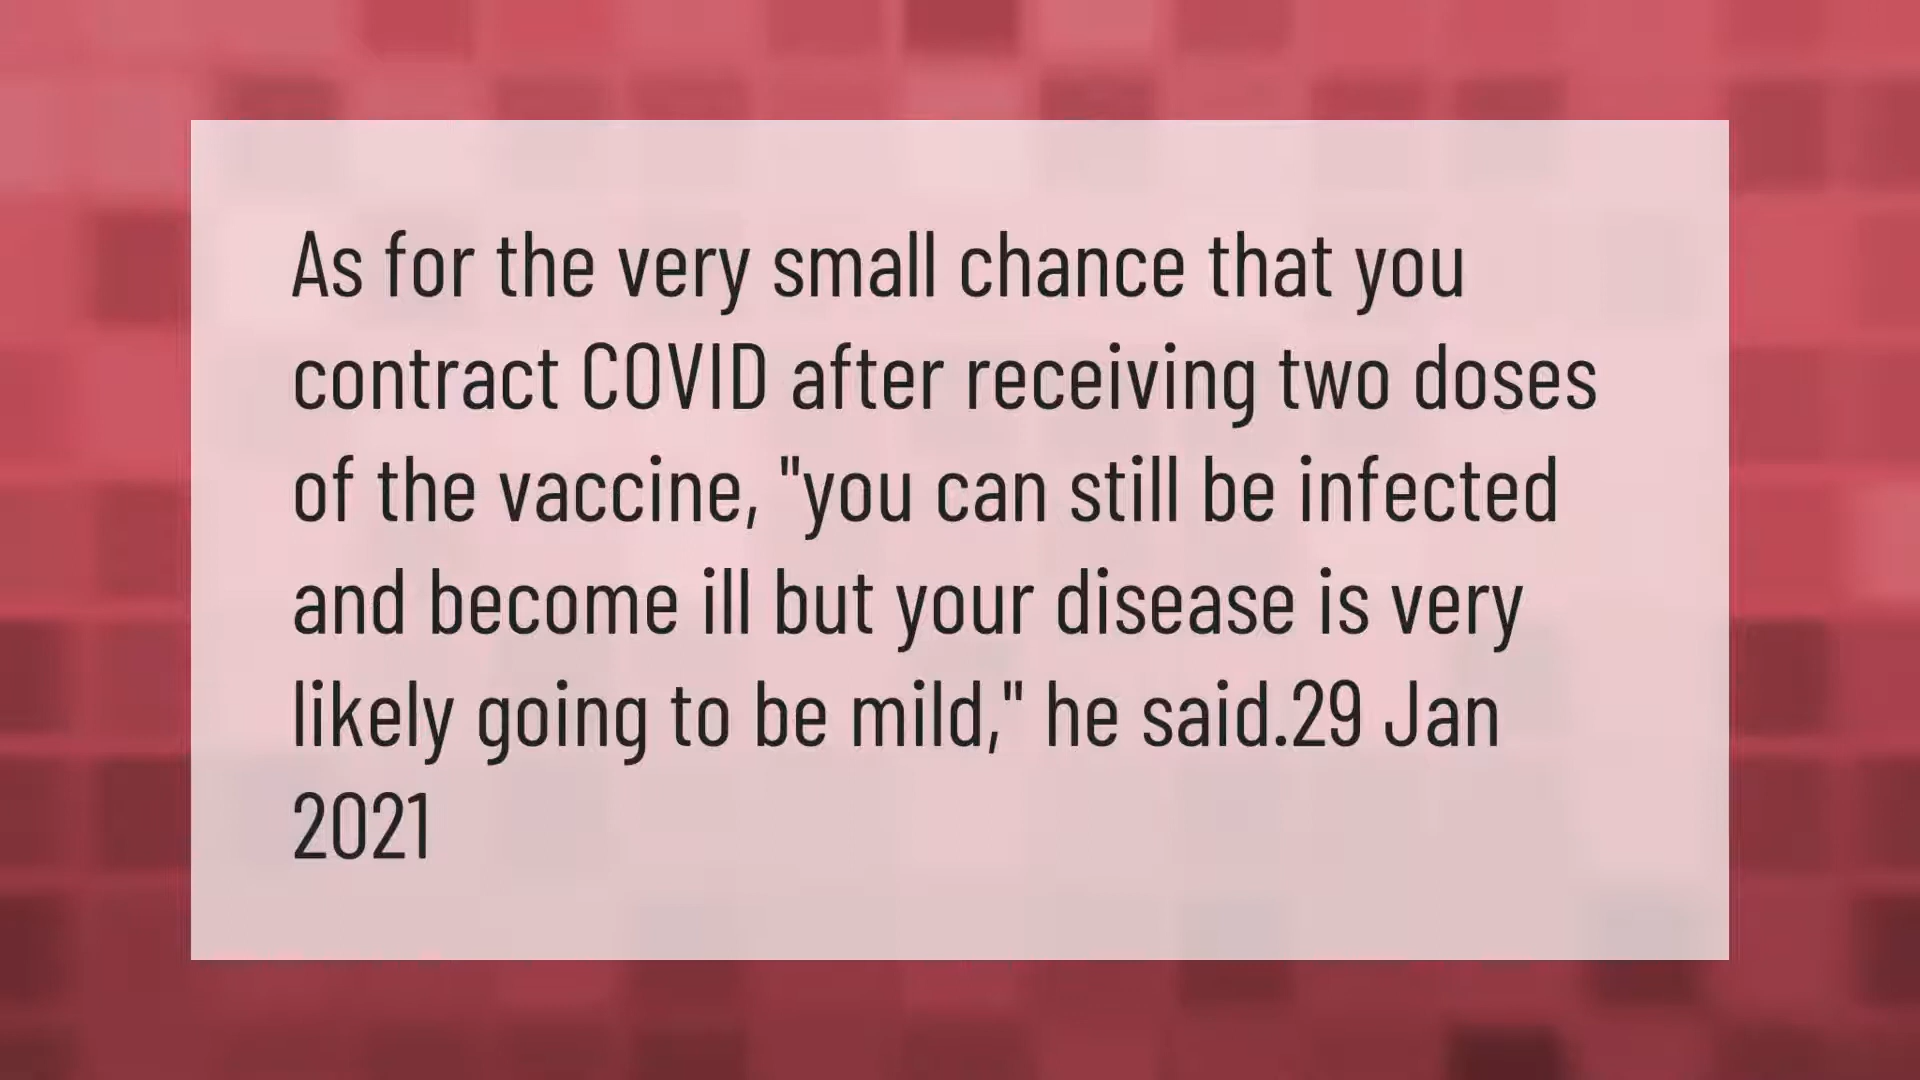 As for the very small chance that you
contract COVID after receiving two doses
of the vaccine, "you can still be infected
and become ill but your disease is very
likely going to be mild," he said.29 Jan
2021